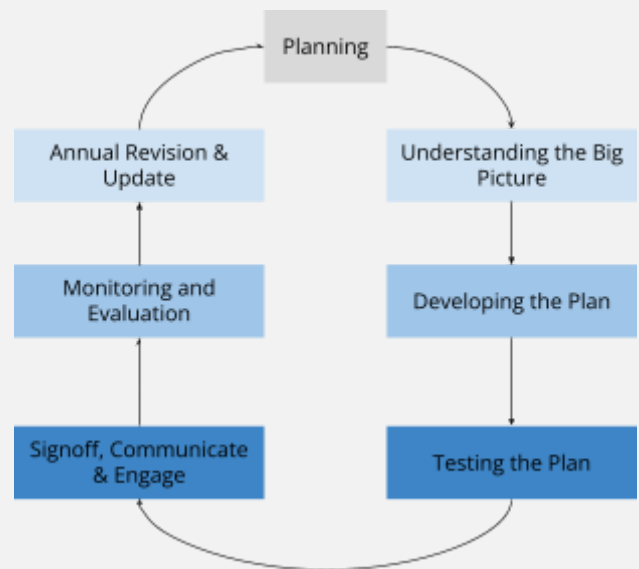 Planning
Understanding the Big
Picture
Developing the Plan
Testing the Plan
Signoff, Communicate
& Engage
Monitoring and
Evaluation
Annual Revision &
Update